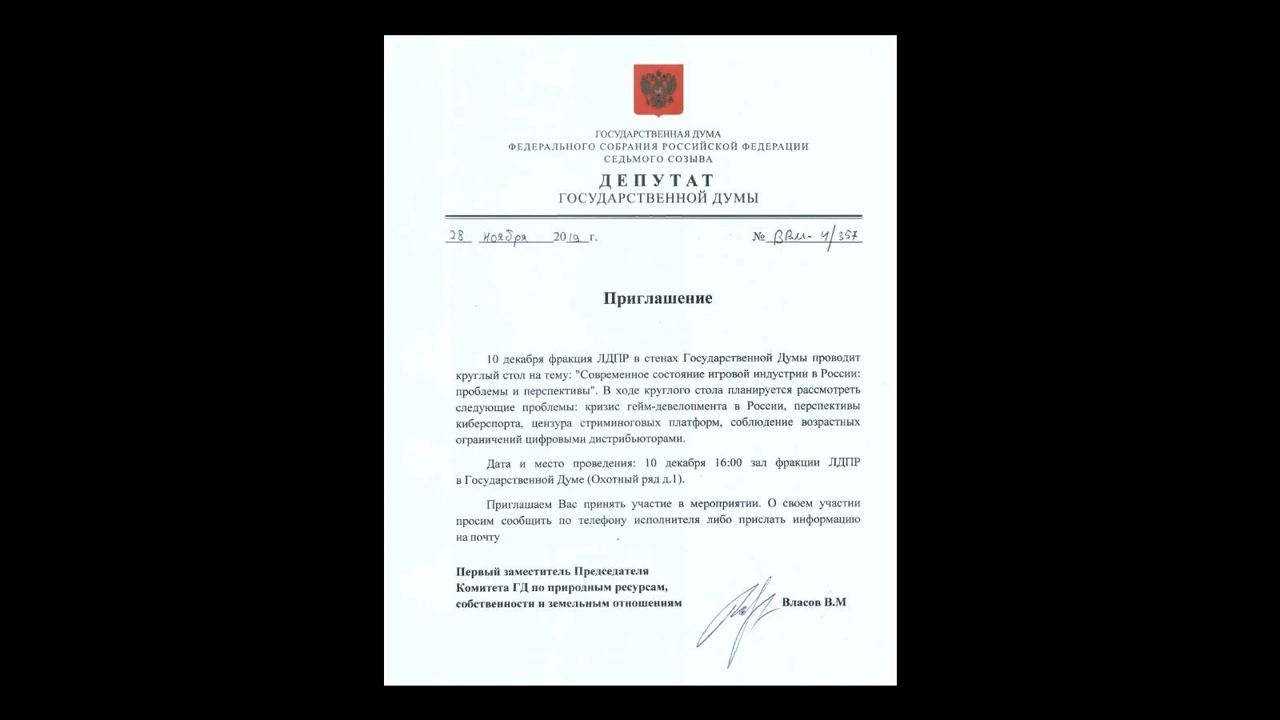 ГОСУДАРСТВЕННАЯ ДУМА
ФЕДЕРАЛЬНОГО СОБРАНИЯ РОССИЙСКОЙ ФЕДЕРАЦИИ
СЕДЬМОГО СОЗЫВА
ДЕПУТАТ
ГОСУДАРСТВЕННОЙ ДУМЫ
28 ноября 2019 г. № ВВМ- 4/357
Приглашение
10 декабря фракция ЛДПР в стенах Государственной Думы проводит
круглый стол на тему: "Современное состояние игровой индустрии в России:
проблемы и перспективы". В ходе круглого стола планируется рассмотреть
следующие проблемы: кризис гейм-девелопмента в России, перспективы
киберспорта, цензура стриминоговых платформ, соблюдение возрастных
ограничений цифровыми дистрибьюторами.
Дата и место проведения: 10 декабря 16:00 зал фракции ЛДПР
в Государственной Думе (Охотный ряд д.1).
Приглашаем Вас принять участие в мероприятии. О своем участии
просим сообщить по телефону исполнителя либо прислать информацию
на почту .
Первый заместитель Председателя
Комитета ГД по природным ресурсам,
собственности и земельным отношениям Власов В.М